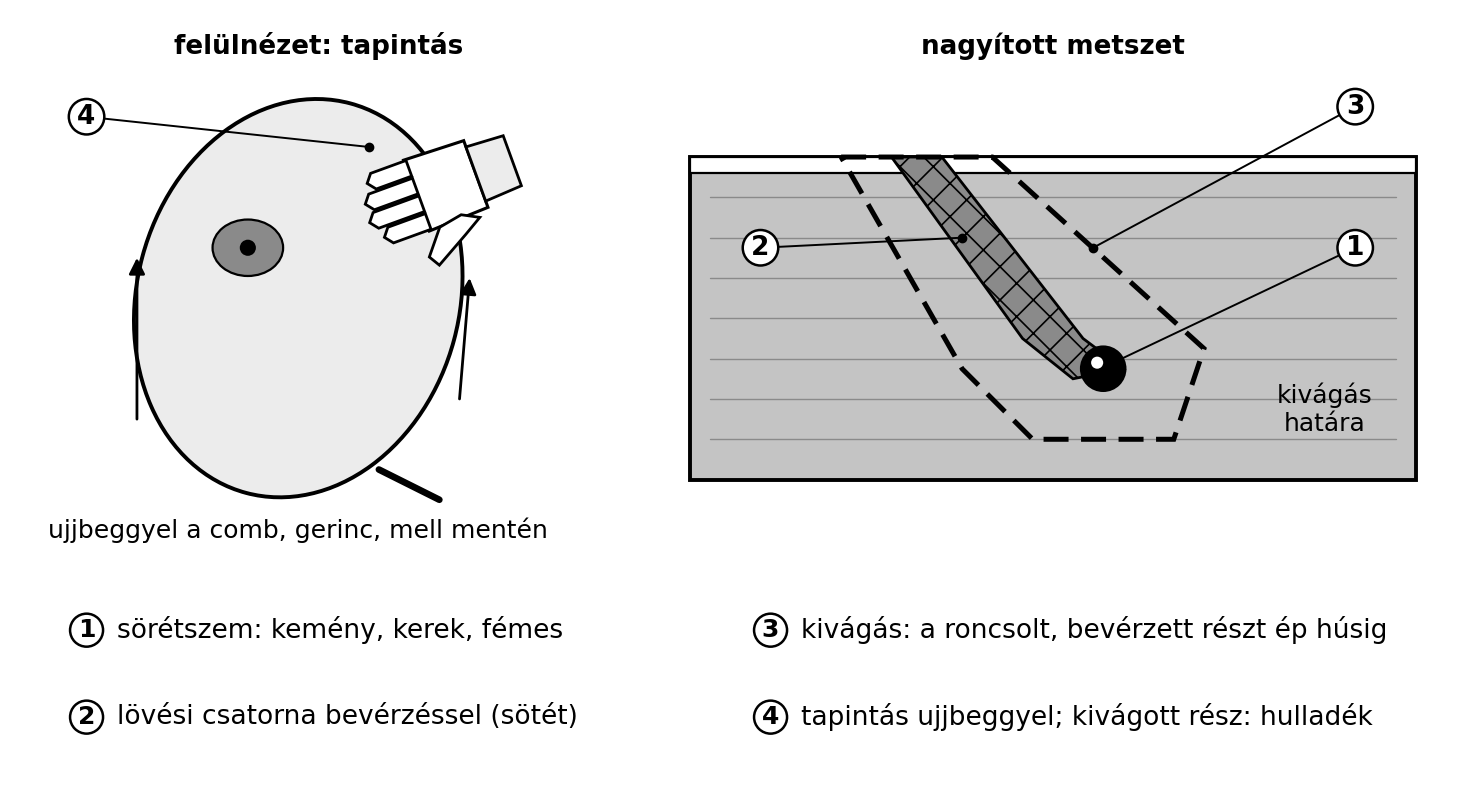 felülnézet: tapintás
nagyított metszet
4
3
2
1
kivágás
határa
ujjbeggyel a comb, gerinc, mell mentén
1 sörétszem: kemény, kerek, fémes
3 kivágás: a roncsolt, bevérzett részt ép húsig
2 lövési csatorna bevérzéssel (sötét)
4 tapintás ujjbeggyel; kivágott rész: hulladék